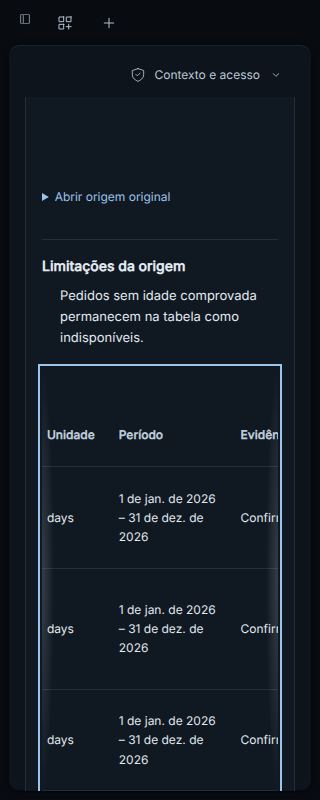 Contexto e acesso
Abrir origem original
Limitações da origem
Pedidos sem idade comprovada
permanecem na tabela como
indisponíveis.
Unidade Período
days 1 de jan. de 2026
– 31 de dez. de
2026
days 1 de jan. de 2026
– 31 de dez. de
2026
days 1 de jan. de 2026
– 31 de dez. de
2026